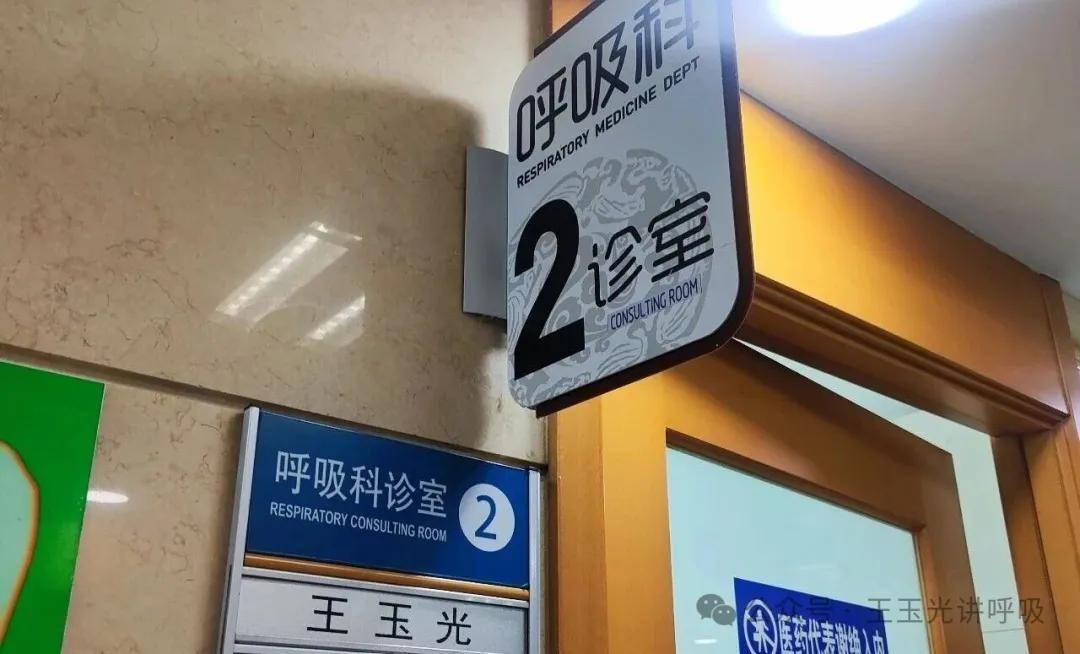 呼吸科
RESPIRATORY MEDICINE DEPT
2诊室
CONSULTING ROOM
呼吸科诊室 2
RESPIRATORY CONSULTING ROOM
王玉光
医药代表谢绝入内
公众号·王玉光讲呼吸